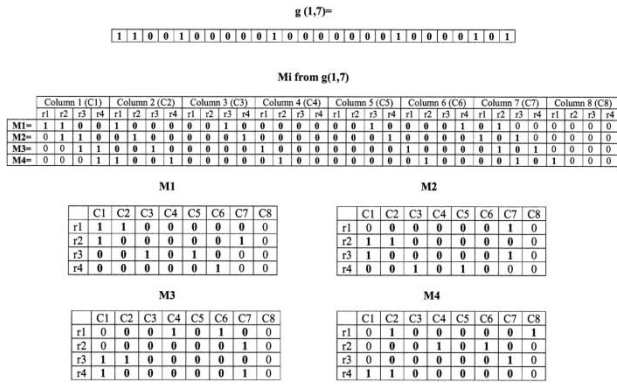 g (1,7)=
1 1 0 0 1 0 0 0 0 0 1 0 0 0 0 0 0 0 1 0 0 0 0 1 0 1
Mi from g(1,7)
Column 1 (C1) Column 2 (C2) Column 3 (C3) Column 4 (C4) Column 5 (C5) Column 6 (C6) Column 7 (C7) Column 8 (C8)
r1 r2 r3 r4 r1 r2 r3 r4 r1 r2 r3 r4 r1 r2 r3 r4 r1 r2 r3 r4 r1 r2 r3 r4 r1 r2 r3 r4 r1 r2 r3 r4
M1= 1 1 0 0 1 0 0 0 0 0 1 0 0 0 0 0 0 0 1 0 0 0 0 1 0 1 0 0 0 0 0 0
M2= 0 1 1 0 0 1 0 0 0 0 0 1 0 0 0 0 0 0 0 1 0 0 0 0 1 0 1 0 0 0 0 0
M3= 0 0 1 1 0 0 1 0 0 0 0 0 1 0 0 0 0 0 0 0 1 0 0 0 0 1 0 1 0 0 0 0
M4= 0 0 0 1 1 0 0 1 0 0 0 0 0 1 0 0 0 0 0 0 0 1 0 0 0 0 1 0 1 0 0 0
M1
C1 C2 C3 C4 C5 C6 C7 C8
r1 1 1 0 0 0 0 0 0
r2 1 0 0 0 0 0 1 0
r3 0 0 1 0 1 0 0 0
r4 0 0 0 0 0 1 0 0
M2
C1 C2 C3 C4 C5 C6 C7 C8
r1 0 0 0 0 0 0 1 0
r2 1 1 0 0 0 0 0 0
r3 1 0 0 0 0 0 1 0
r4 0 0 1 0 1 0 0 0
M3
C1 C2 C3 C4 C5 C6 C7 C8
r1 0 0 0 1 0 1 0 0
r2 0 0 0 0 0 0 1 0
r3 1 1 0 0 0 0 0 0
r4 1 0 0 0 0 0 1 0
M4
C1 C2 C3 C4 C5 C6 C7 C8
r1 0 1 0 0 0 0 0 1
r2 0 0 0 1 0 1 0 0
r3 0 0 0 0 0 0 1 0
r4 1 1 0 0 0 0 0 0